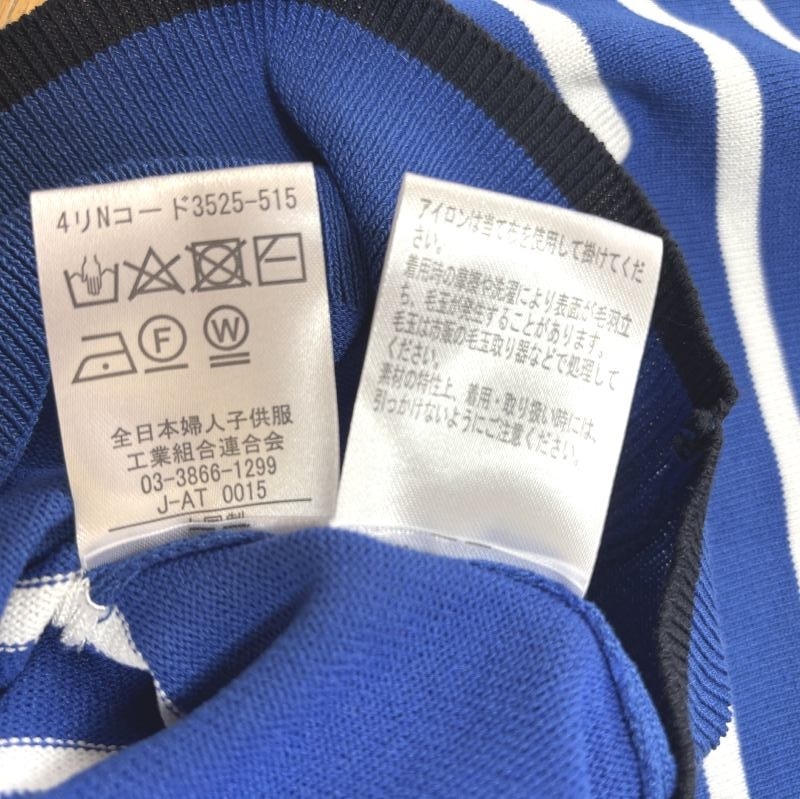 4リNコード3525-515
F
W
全日本婦人子供服
工業組合連合会
03-3866-1299
J-AT 0015
アイロンは当て布を使用して掛けてくだ
さい。
着用時の摩擦や洗濯により表面が毛羽立
ち、毛玉が発生することがあります。
毛玉は市販の毛玉取り器などで処理して
ください。
素材の特性上、着用・取り扱い時には、
引っかけないようにご注意ください。